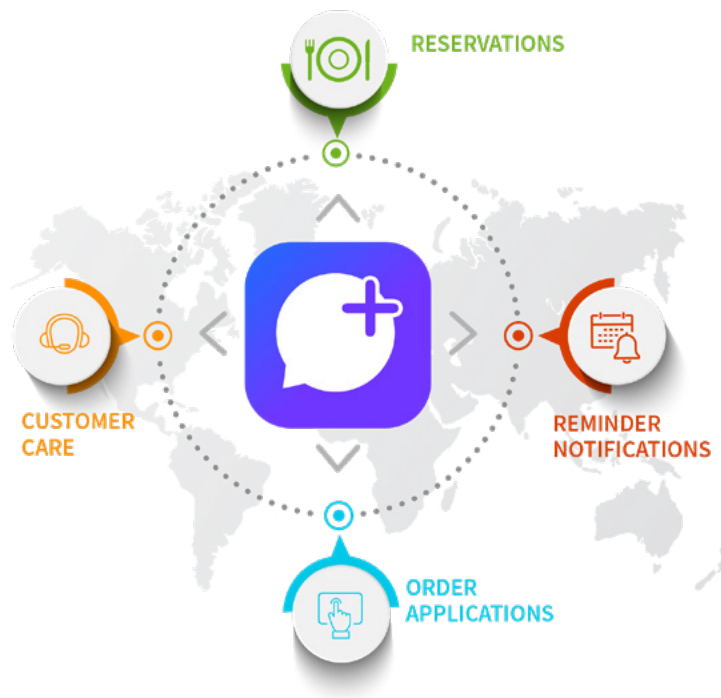 RESERVATIONS
CUSTOMER
CARE
REMINDER
NOTIFICATIONS
ORDER
APPLICATIONS